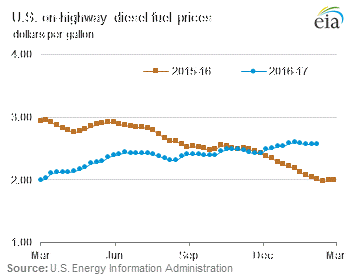 U.S. on-highway diesel fuel prices
dollars per gallon
eia
4.00
2015-16
2016-17
3.00
2.00
1.00
Mar
Jun
Sep
Dec
Mar
Source: U.S. Energy Information Administration